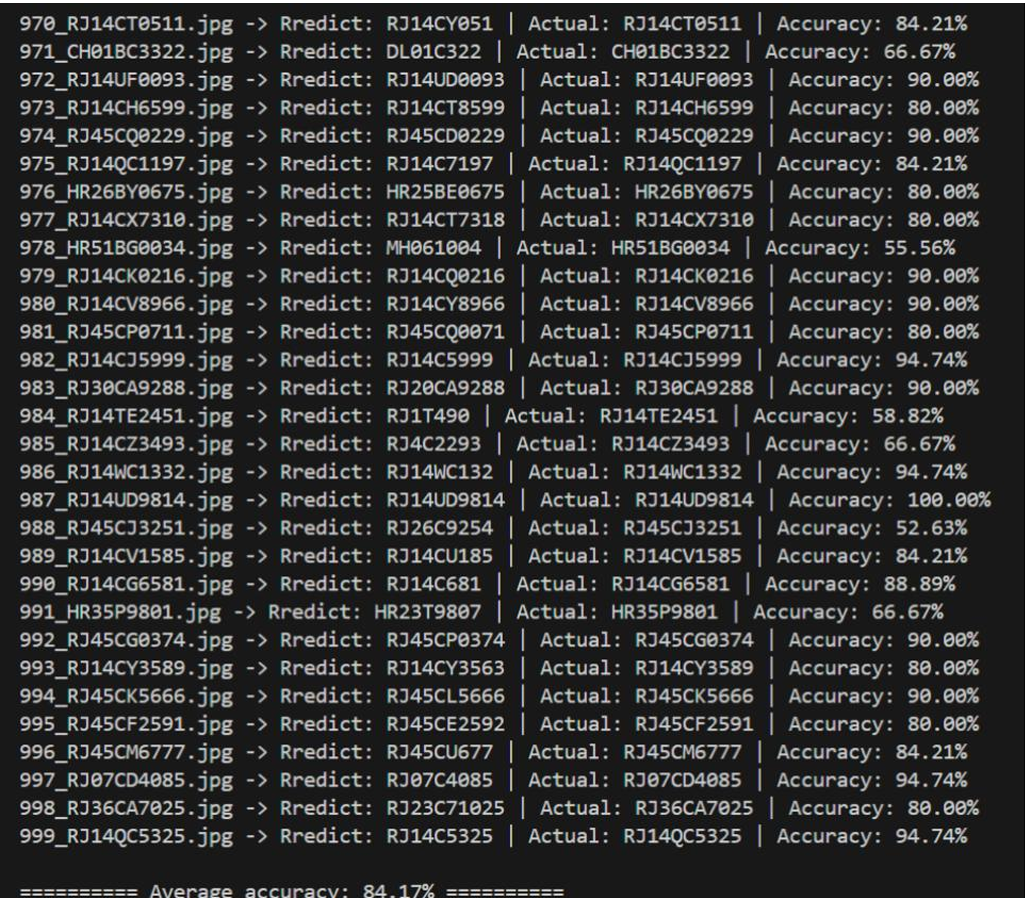 970_RJ14CT0511.jpg -> Rredict: RJ14CY051 | Actual: RJ14CT0511 | Accuracy: 84.21%
971_CH01BC3322.jpg -> Rredict: DL01C322 | Actual: CH01BC3322 | Accuracy: 66.67%
972_RJ14UF0093.jpg -> Rredict: RJ14UD0093 | Actual: RJ14UF0093 | Accuracy: 90.00%
973_RJ14CH6599.jpg -> Rredict: RJ14CT8599 | Actual: RJ14CH6599 | Accuracy: 80.00%
974_RJ45CQ0229.jpg -> Rredict: RJ45CD0229 | Actual: RJ45CQ0229 | Accuracy: 90.00%
975_RJ14QC1197.jpg -> Rredict: RJ14C7197 | Actual: RJ14QC1197 | Accuracy: 84.21%
976_HR26BY0675.jpg -> Rredict: HR25BE0675 | Actual: HR26BY0675 | Accuracy: 80.00%
977_RJ14CX7310.jpg -> Rredict: RJ14CT7318 | Actual: RJ14CX7310 | Accuracy: 80.00%
978_HR51BG0034.jpg -> Rredict: MH061004 | Actual: HR51BG0034 | Accuracy: 55.56%
979_RJ14CK0216.jpg -> Rredict: RJ14CQ0216 | Actual: RJ14CK0216 | Accuracy: 90.00%
980_RJ14CV8966.jpg -> Rredict: RJ14CY8966 | Actual: RJ14CV8966 | Accuracy: 90.00%
981_RJ45CP0711.jpg -> Rredict: RJ45CQ0071 | Actual: RJ45CP0711 | Accuracy: 80.00%
982_RJ14CJ5999.jpg -> Rredict: RJ14C5999 | Actual: RJ14CJ5999 | Accuracy: 94.74%
983_RJ30CA9288.jpg -> Rredict: RJ20CA9288 | Actual: RJ30CA9288 | Accuracy: 90.00%
984_RJ14TE2451.jpg -> Rredict: RJ1T490 | Actual: RJ14TE2451 | Accuracy: 58.82%
985_RJ14CZ3493.jpg -> Rredict: RJ4C2293 | Actual: RJ14CZ3493 | Accuracy: 66.67%
986_RJ14WC1332.jpg -> Rredict: RJ14WC132 | Actual: RJ14WC1332 | Accuracy: 94.74%
987_RJ14UD9814.jpg -> Rredict: RJ14UD9814 | Actual: RJ14UD9814 | Accuracy: 100.00%
988_RJ45CJ3251.jpg -> Rredict: RJ26C9254 | Actual: RJ45CJ3251 | Accuracy: 52.63%
989_RJ14CV1585.jpg -> Rredict: RJ14CU185 | Actual: RJ14CV1585 | Accuracy: 84.21%
990_RJ14CG6581.jpg -> Rredict: RJ14C681 | Actual: RJ14CG6581 | Accuracy: 88.89%
991_HR35P9801.jpg -> Rredict: HR23T9807 | Actual: HR35P9801 | Accuracy: 66.67%
992_RJ45CG0374.jpg -> Rredict: RJ45CP0374 | Actual: RJ45CG0374 | Accuracy: 90.00%
993_RJ14CY3589.jpg -> Rredict: RJ14CY3563 | Actual: RJ14CY3589 | Accuracy: 80.00%
994_RJ45CK5666.jpg -> Rredict: RJ45CL5666 | Actual: RJ45CK5666 | Accuracy: 90.00%
995_RJ45CF2591.jpg -> Rredict: RJ45CE2592 | Actual: RJ45CF2591 | Accuracy: 80.00%
996_RJ45CM6777.jpg -> Rredict: RJ45CU677 | Actual: RJ45CM6777 | Accuracy: 84.21%
997_RJ07CD4085.jpg -> Rredict: RJ07C4085 | Actual: RJ07CD4085 | Accuracy: 94.74%
998_RJ36CA7025.jpg -> Rredict: RJ23C71025 | Actual: RJ36CA7025 | Accuracy: 80.00%
999_RJ14QC5325.jpg -> Rredict: RJ14C5325 | Actual: RJ14QC5325 | Accuracy: 94.74%
========== Average accuracy: 84.17% ==========